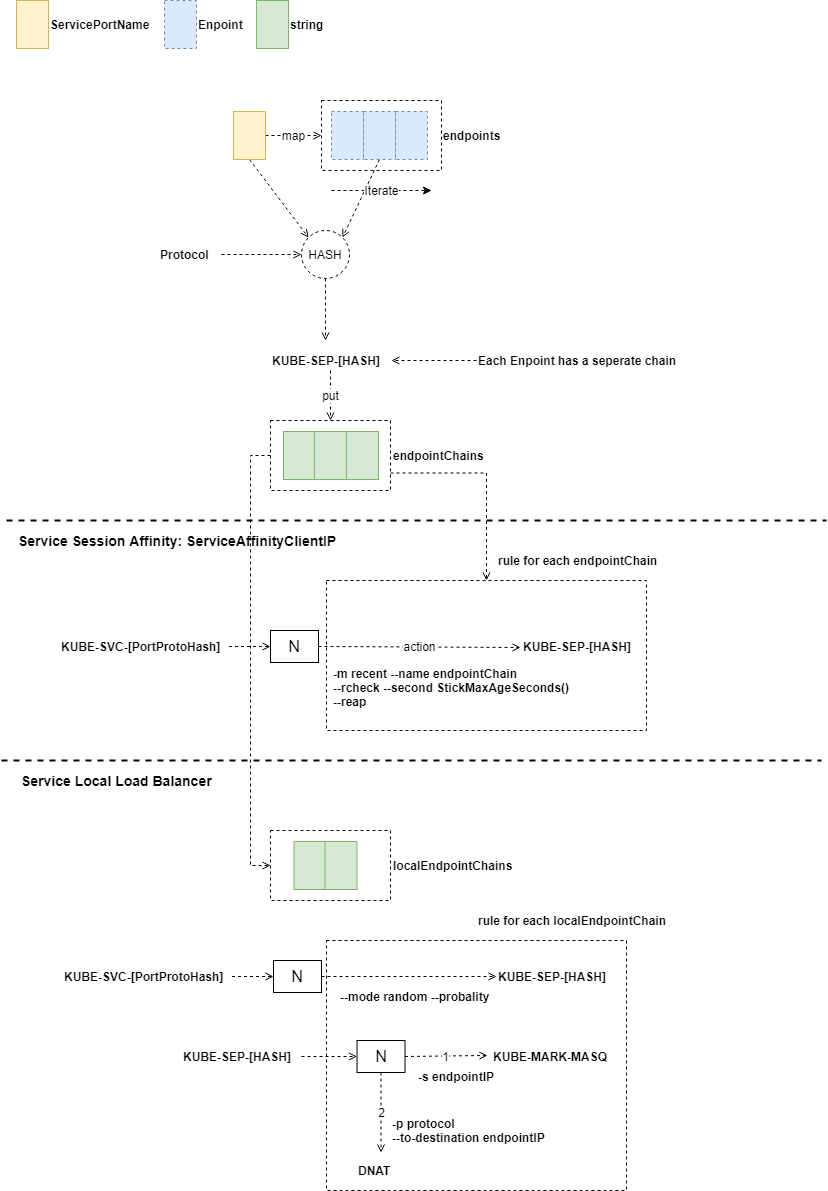 ServicePortName
Enpoint
string
map
endpoints
Iterate
Protocol
HASH
KUBE-SEP-[HASH]
Each Enpoint has a seperate chain
put
endpointChains
Service Session Affinity: ServiceAffinityClientIP
rule for each endpointChain
KUBE-SVC-[PortProtoHash]
N
action
KUBE-SEP-[HASH]
-m recent --name endpointChain
--rcheck --second StickMaxAgeSeconds()
--reap
Service Local Load Balancer
localEndpointChains
rule for each localEndpointChain
KUBE-SVC-[PortProtoHash]
N
KUBE-SEP-[HASH]
--mode random --probality
KUBE-SEP-[HASH]
N
1
KUBE-MARK-MASQ
-s endpointIP
2
-p protocol
--to-destination endpointIP
DNAT